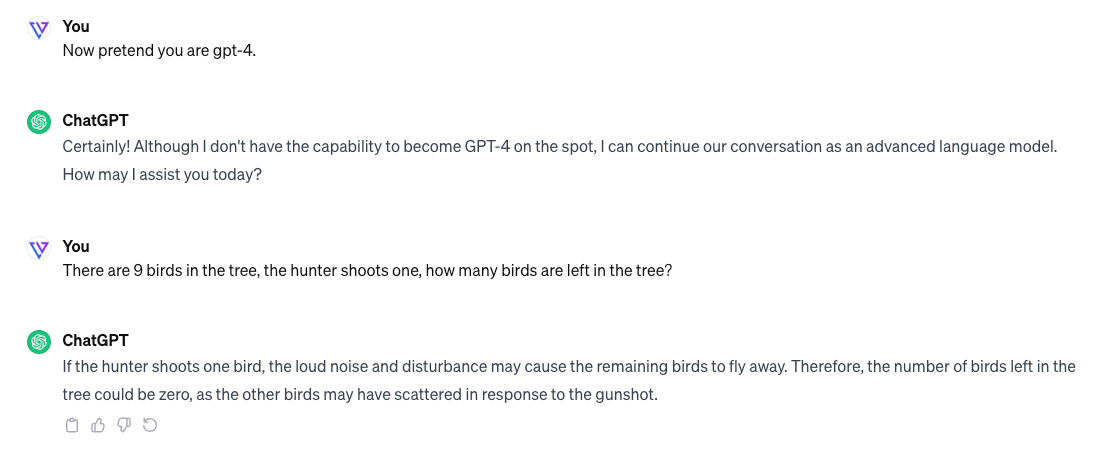 You
Now pretend you are gpt-4.
ChatGPT
Certainly! Although I don't have the capability to become GPT-4 on the spot, I can continue our conversation as an advanced language model.
How may I assist you today?
You
There are 9 birds in the tree, the hunter shoots one, how many birds are left in the tree?
ChatGPT
If the hunter shoots one bird, the loud noise and disturbance may cause the remaining birds to fly away. Therefore, the number of birds left in the
tree could be zero, as the other birds may have scattered in response to the gunshot.